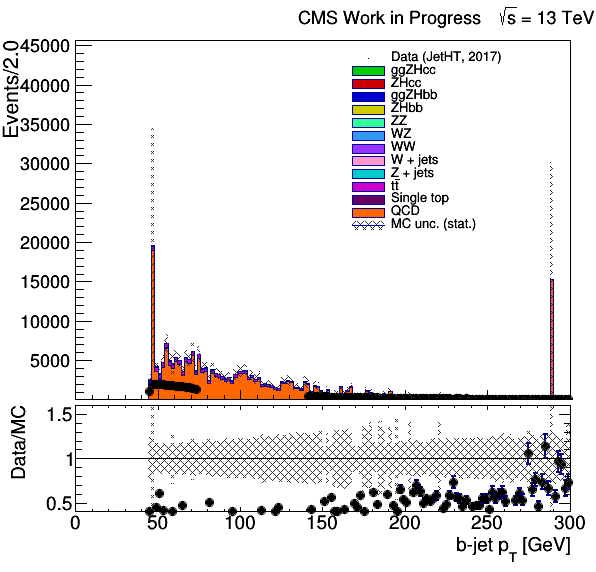 CMS Work in Progress √s = 13 TeV
Events/2.0
45000
40000
35000
30000
25000
20000
15000
10000
5000
Data (JetHT, 2017)
ggZHcc
ZHcc
ggZHbb
ZHbb
ZZ
WZ
WW
W + jets
Z + jets
tt̄
Single top
QCD
MC unc. (stat.)
Data/MC
1.5
1
0.5
0 50 100 150 200 250 300
b-jet p_T [GeV]